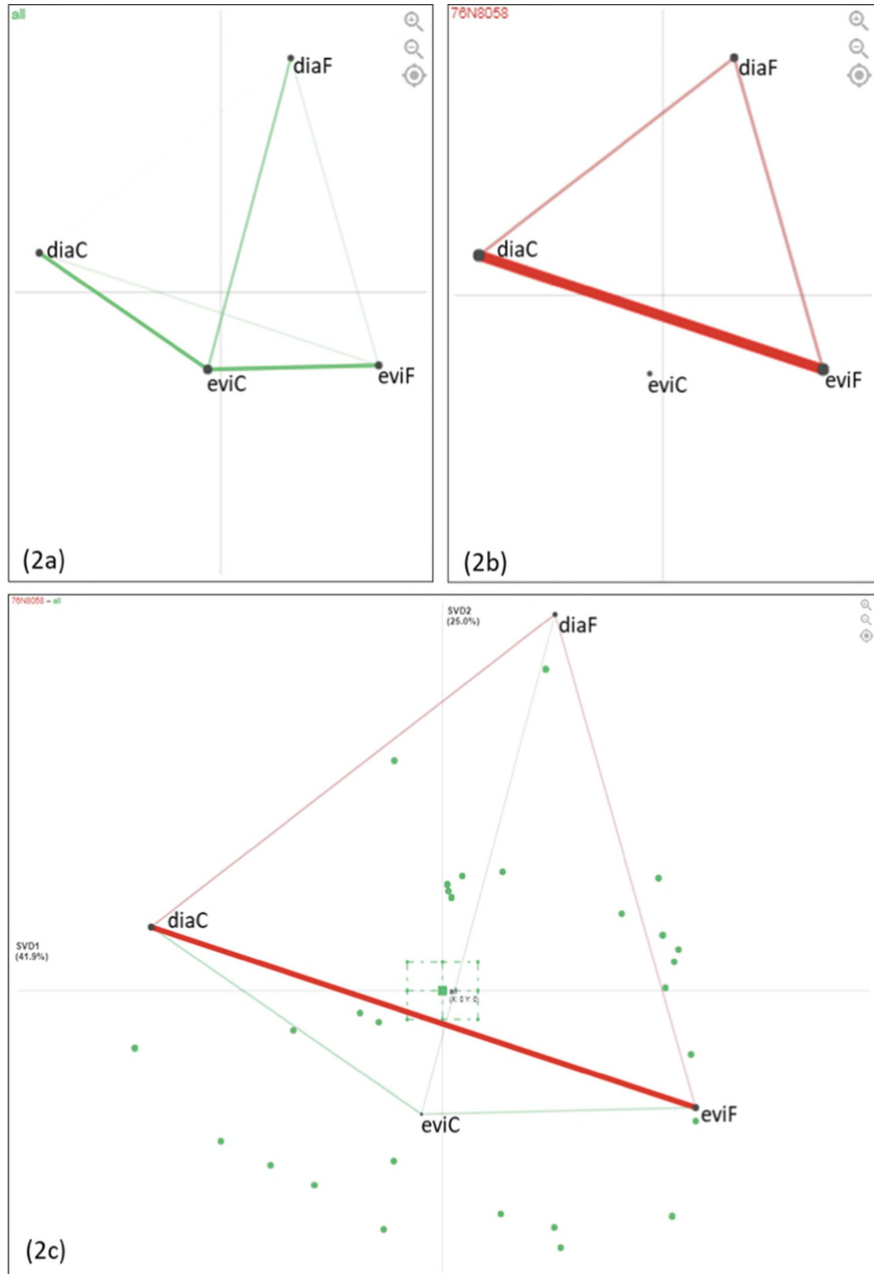 all
diaF
diaC
eviC
eviF
(2a)
76N8058
diaF
diaC
eviC
eviF
(2b)
76N8058 - all
SVD2
(25.0%)
diaF
diaC
SVD1
(41.9%)
all
(X: 0 Y: 0)
eviC
eviF
(2c)